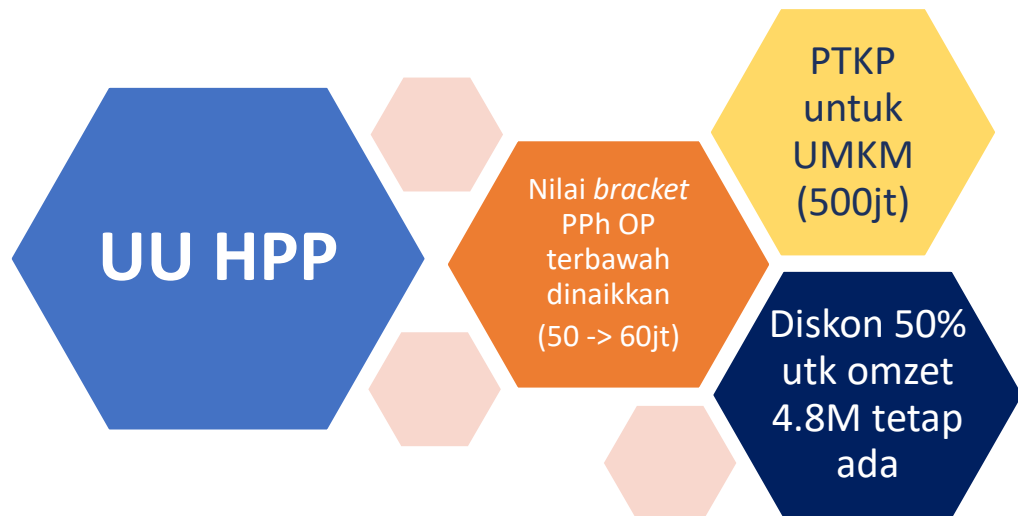 UU HPP
Nilai bracket
PPh OP
terbawah
dinaikkan
(50 -> 60jt)
PTKP
untuk
UMKM
(500jt)
Diskon 50%
utk omzet
4.8M tetap
ada